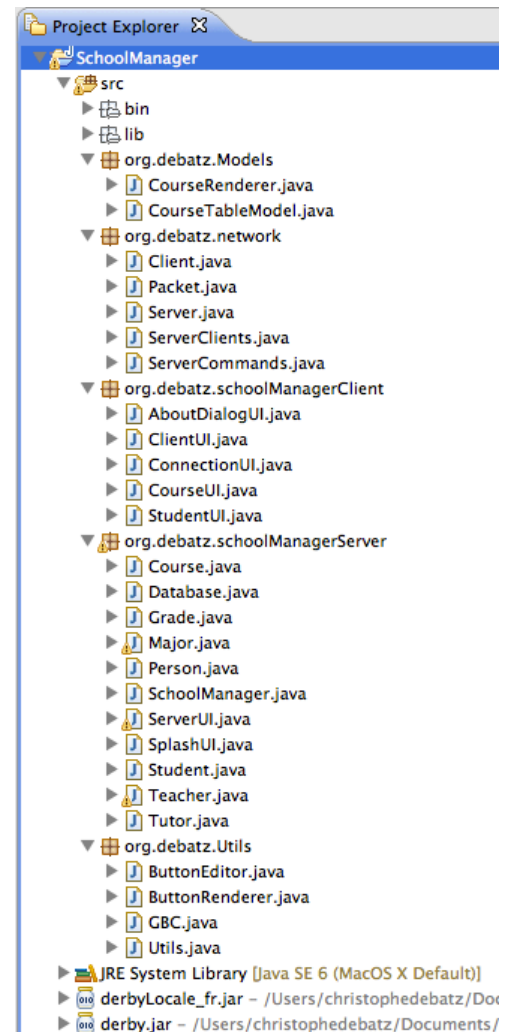 Project Explorer
SchoolManager
src
bin
lib
org.debatz.Models
CourseRenderer.java
CourseTableModel.java
org.debatz.network
Client.java
Packet.java
Server.java
ServerClients.java
ServerCommands.java
org.debatz.schoolManagerClient
AboutDialogUI.java
ClientUI.java
ConnectionUI.java
CourseUI.java
StudentUI.java
org.debatz.schoolManagerServer
Course.java
Database.java
Grade.java
Major.java
Person.java
SchoolManager.java
ServerUI.java
SplashUI.java
Student.java
Teacher.java
Tutor.java
org.debatz.Utils
ButtonEditor.java
ButtonRenderer.java
GBC.java
Utils.java
JRE System Library [Java SE 6 (MacOS X Default)]
derbyLocale_fr.jar - /Users/christophedebatz/Doc
derby.jar - /Users/christophedebatz/Documents/